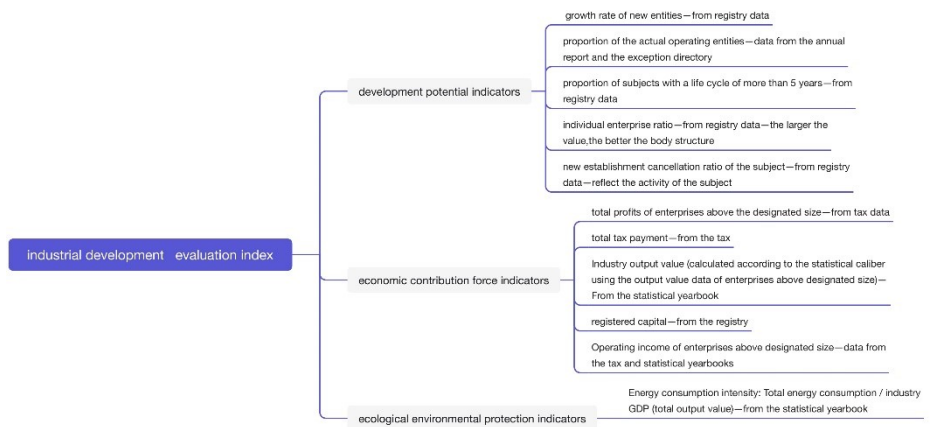 industrial development evaluation index
development potential indicators
growth rate of new entities—from registry data
proportion of the actual operating entities—data from the annual
report and the exception directory
proportion of subjects with a life cycle of more than 5 years—from
registry data
individual enterprise ratio—from registry data—the larger the
value,the better the body structure
new establishment cancellation ratio of the subject—from registry
data—reflect the activity of the subject
economic contribution force indicators
total profits of enterprises above the designated size—from tax data
total tax payment—from the tax
Industry output value (calculated according to the statistical caliber
using the output value data of enterprises above designated size)—
From the statistical yearbook
registered capital—from the registry
Operating income of enterprises above designated size—data from
the tax and statistical yearbooks
ecological environmental protection indicators
Energy consumption intensity: Total energy consumption / industry
GDP (total output value)—from the statistical yearbook